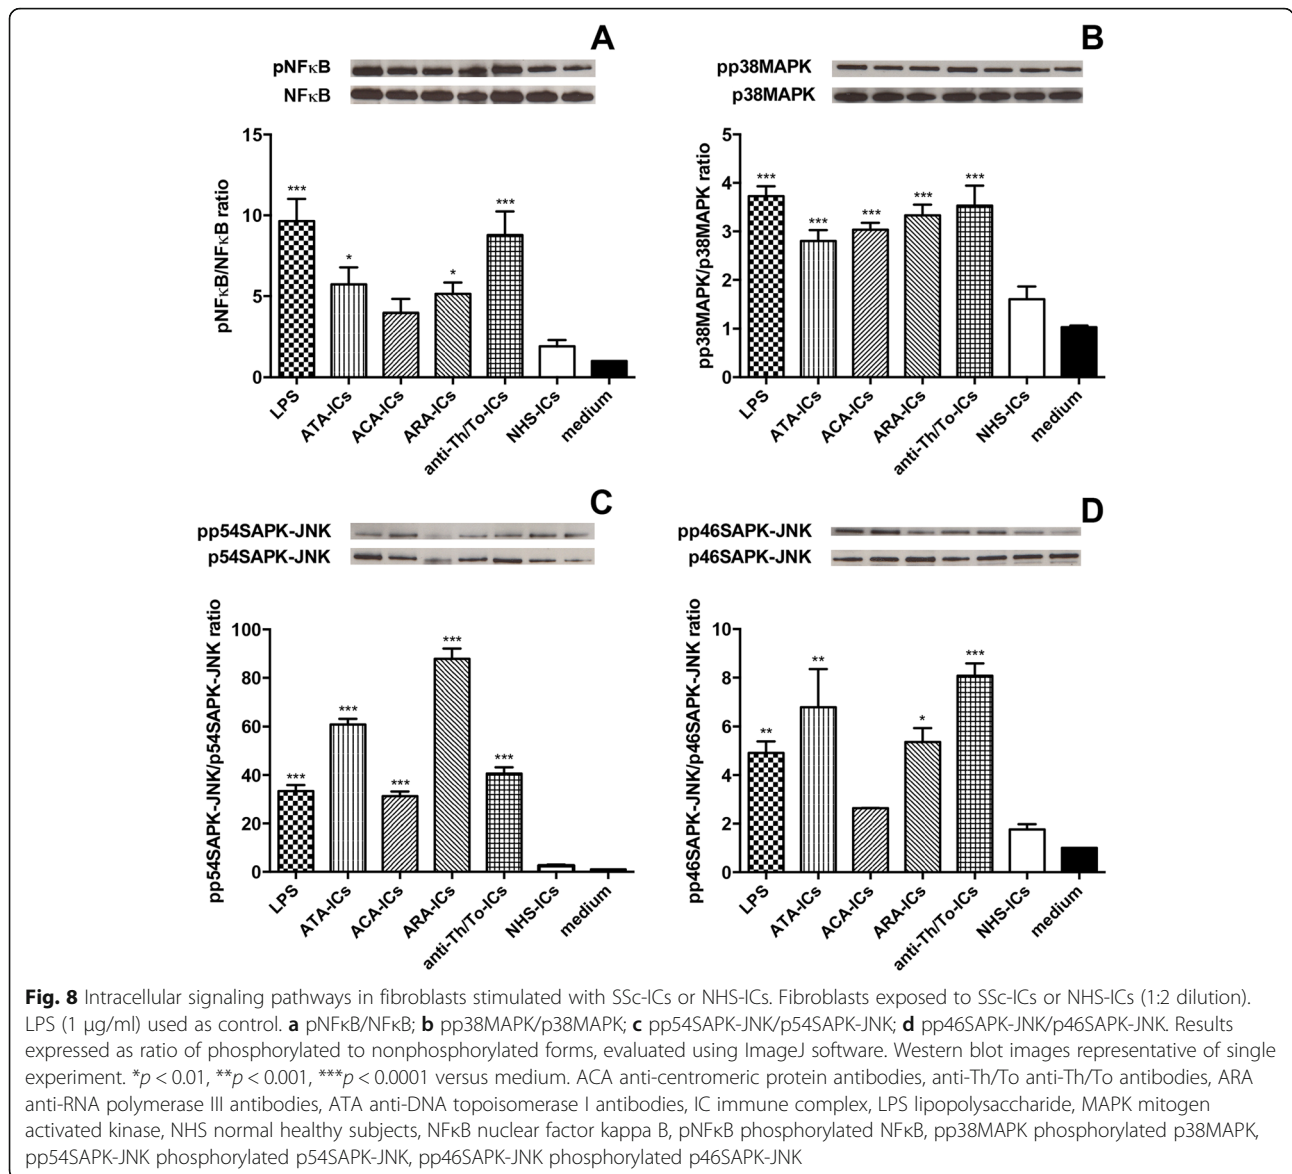 A
pNFκB
NFκB
pNFκB/NFκB ratio
15
10
5
0
***
*
*
***
LPS
ATA-ICs
ACA-ICs
ARA-ICs
anti-Th/To-ICs
NHS-ICs
medium
B
pp38MAPK
p38MAPK
pp38MAPK/p38MAPK ratio
5
4
3
2
1
0
***
***
***
***
***
LPS
ATA-ICs
ACA-ICs
ARA-ICs
anti-Th/To-ICs
NHS-ICs
medium
C
pp54SAPK-JNK
p54SAPK-JNK
pp54SAPK-JNK/p54SAPK-JNK ratio
100
80
60
40
20
0
***
***
***
***
***
LPS
ATA-ICs
ACA-ICs
ARA-ICs
anti-Th/To-ICs
NHS-ICs
medium
D
pp46SAPK-JNK
p46SAPK-JNK
pp46SAPK-JNK/p46SAPK-JNK ratio
10
8
6
4
2
0
**
**
*
***
LPS
ATA-ICs
ACA-ICs
ARA-ICs
anti-Th/To-ICs
NHS-ICs
medium
Fig. 8 Intracellular signaling pathways in fibroblasts stimulated with SSc-ICs or NHS-ICs. Fibroblasts exposed to SSc-ICs or NHS-ICs (1:2 dilution).
LPS (1 μg/ml) used as control. a pNFκB/NFκB; b pp38MAPK/p38MAPK; c pp54SAPK-JNK/p54SAPK-JNK; d pp46SAPK-JNK/p46SAPK-JNK. Results
expressed as ratio of phosphorylated to nonphosphorylated forms, evaluated using ImageJ software. Western blot images representative of single
experiment. *p < 0.01, **p < 0.001, ***p < 0.0001 versus medium. ACA anti-centromeric protein antibodies, anti-Th/To anti-Th/To antibodies, ARA
anti-RNA polymerase III antibodies, ATA anti-DNA topoisomerase I antibodies, IC immune complex, LPS lipopolysaccharide, MAPK mitogen
activated kinase, NHS normal healthy subjects, NFκB nuclear factor kappa B, pNFκB phosphorylated NFκB, pp38MAPK phosphorylated p38MAPK,
pp54SAPK-JNK phosphorylated p54SAPK-JNK, pp46SAPK-JNK phosphorylated p46SAPK-JNK